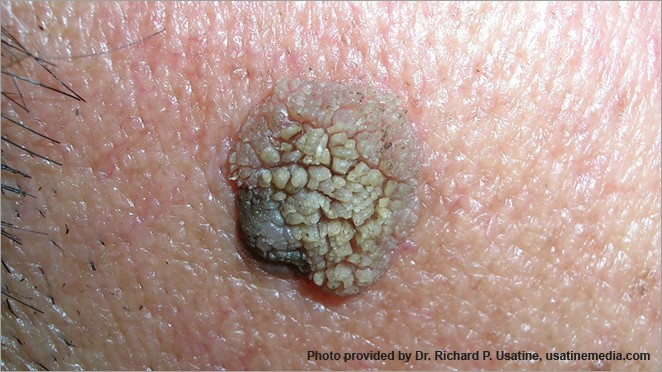 Photo provided by Dr. Richard P. Usatine, usatinemedia.com